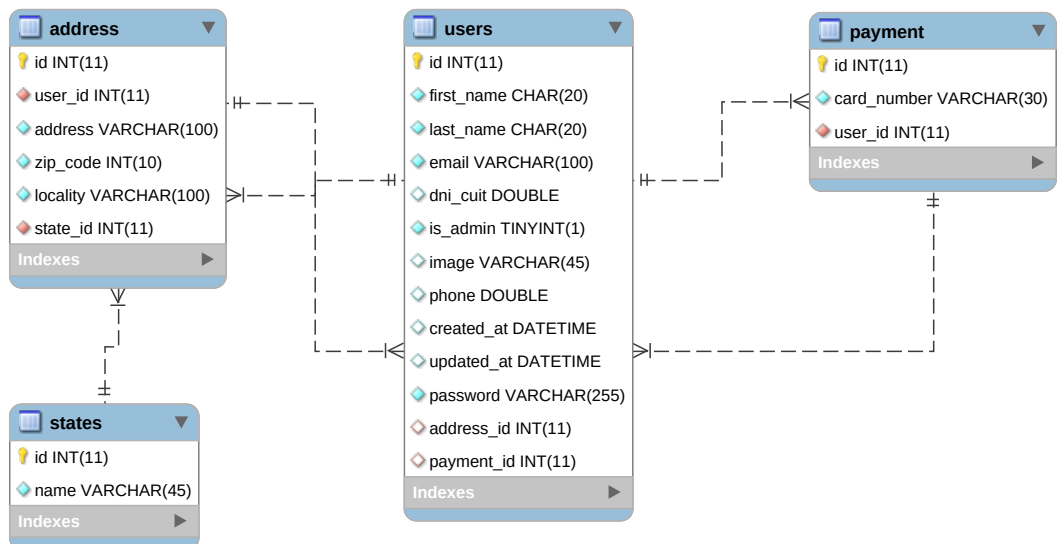 address
id INT(11)
user_id INT(11)
address VARCHAR(100)
zip_code INT(10)
locality VARCHAR(100)
state_id INT(11)
Indexes
states
id INT(11)
name VARCHAR(45)
Indexes
users
id INT(11)
first_name CHAR(20)
last_name CHAR(20)
email VARCHAR(100)
dni_cuit DOUBLE
is_admin TINYINT(1)
image VARCHAR(45)
phone DOUBLE
created_at DATETIME
updated_at DATETIME
password VARCHAR(255)
address_id INT(11)
payment_id INT(11)
Indexes
payment
id INT(11)
card_number VARCHAR(30)
user_id INT(11)
Indexes